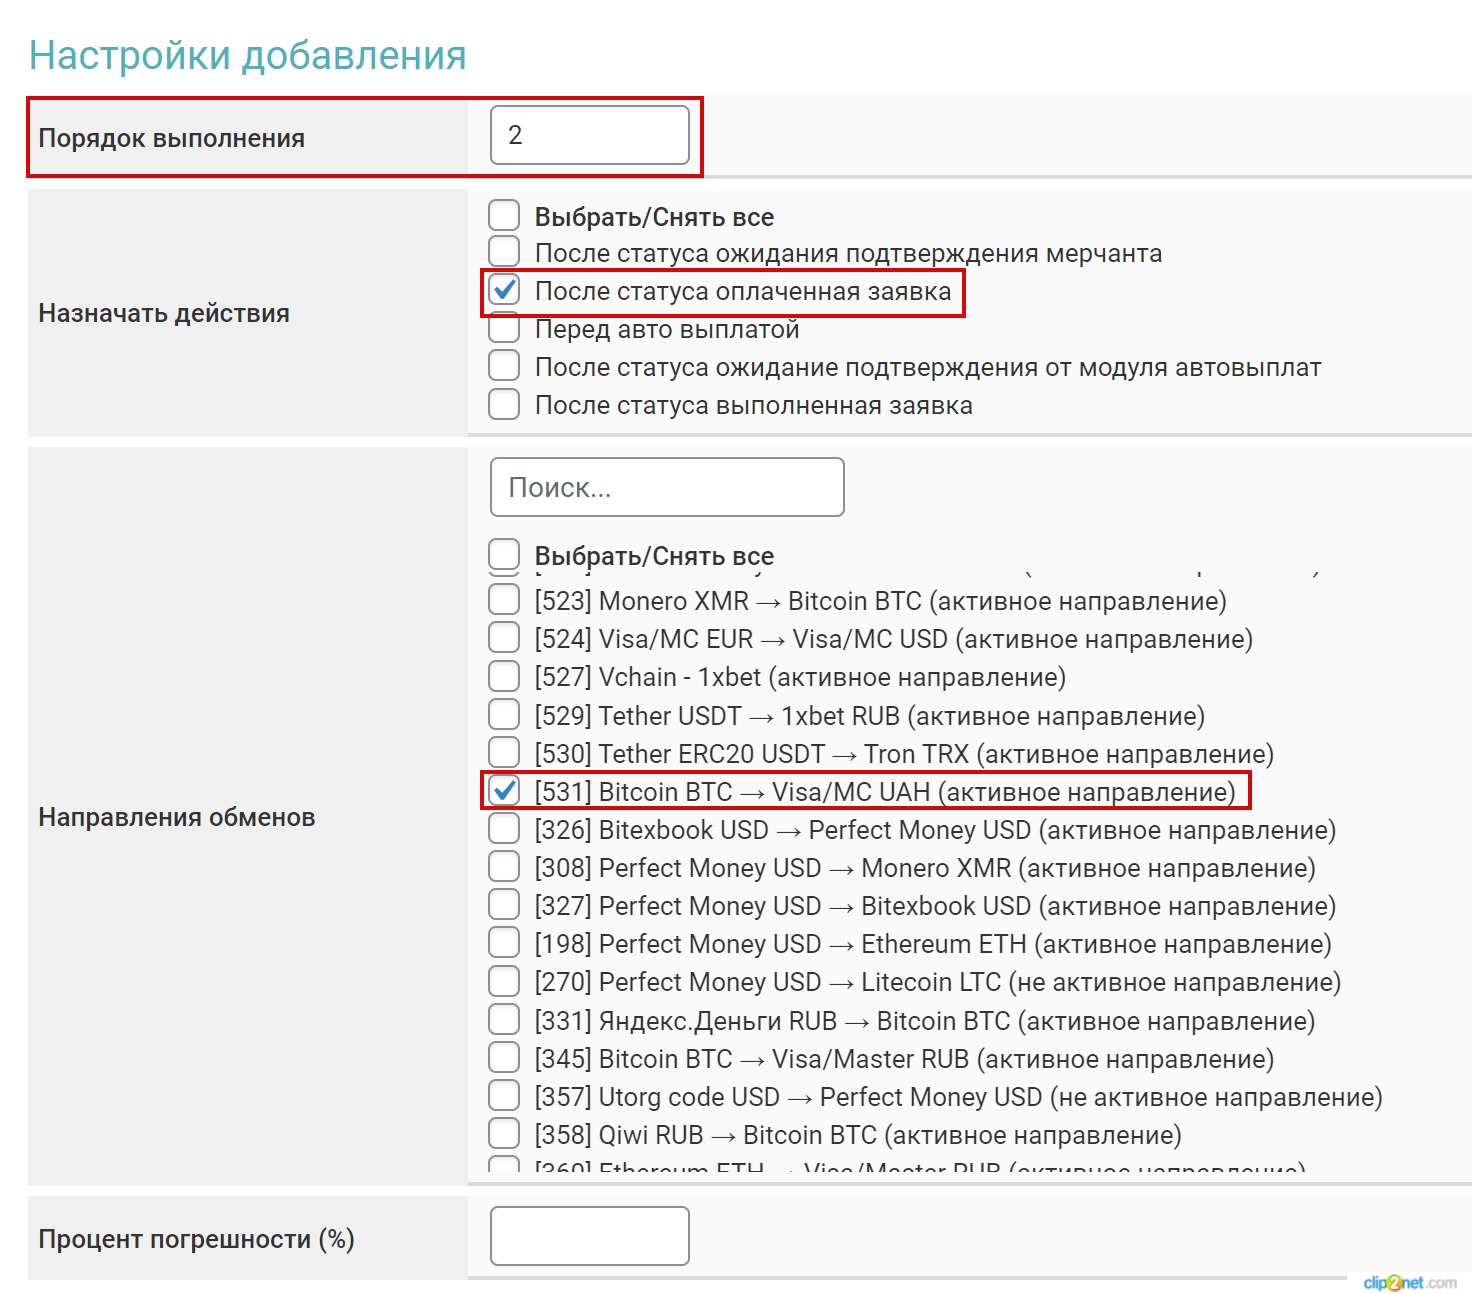 Настройки добавления
Порядок выполнения
2
Назначать действия
Выбрать/Снять все
После статуса ожидания подтверждения мерчанта
После статуса оплаченная заявка
Перед авто выплатой
После статуса ожидание подтверждения от модуля автовыплат
После статуса выполненная заявка
Направления обменов
Поиск...
Выбрать/Снять все
[523] Monero XMR → Bitcoin BTC (активное направление)
[524] Visa/MC EUR → Visa/MC USD (активное направление)
[527] Vchain - 1xbet (активное направление)
[529] Tether USDT → 1xbet RUB (активное направление)
[530] Tether ERC20 USDT → Tron TRX (активное направление)
[531] Bitcoin BTC → Visa/MC UAH (активное направление)
[326] Bitexbook USD → Perfect Money USD (активное направление)
[308] Perfect Money USD → Monero XMR (активное направление)
[327] Perfect Money USD → Bitexbook USD (активное направление)
[198] Perfect Money USD → Ethereum ETH (активное направление)
[270] Perfect Money USD → Litecoin LTC (не активное направление)
[331] Яндекс.Деньги RUB → Bitcoin BTC (активное направление)
[345] Bitcoin BTC → Visa/Master RUB (активное направление)
[357] Utorg code USD → Perfect Money USD (не активное направление)
[358] Qiwi RUB → Bitcoin BTC (активное направление)
[360] Ethereum ETH → Visa/Master RUB (активное направление)
Процент погрешности (%)
clip2net.com